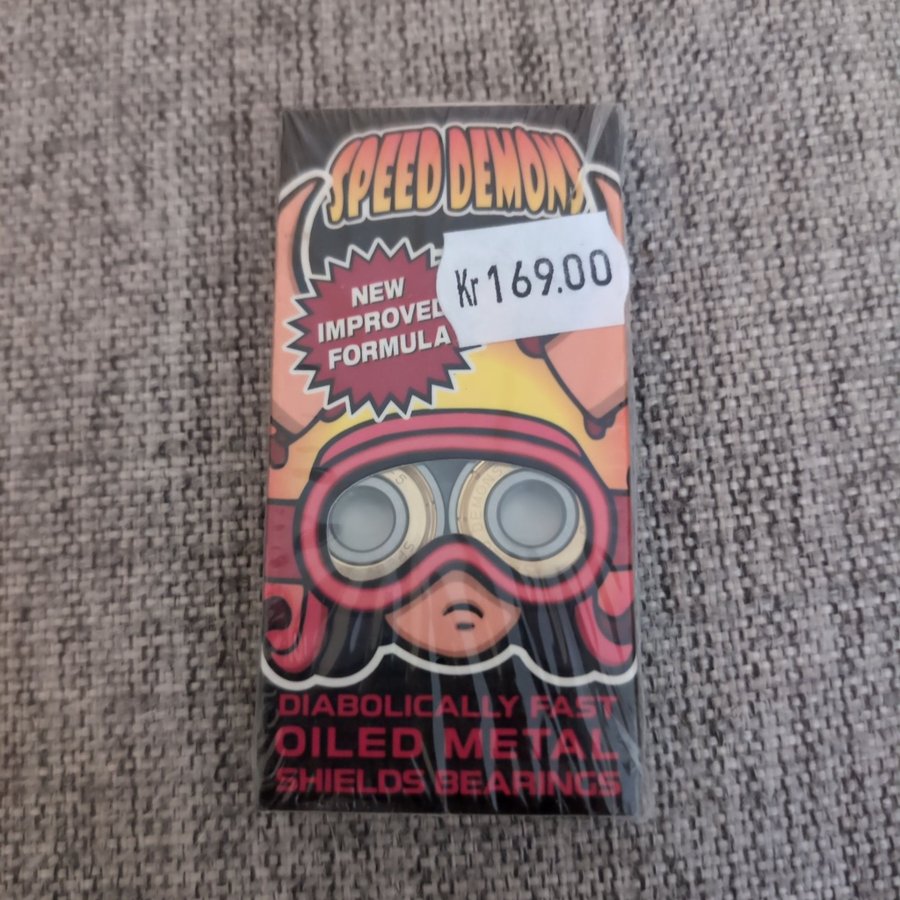 SPEED DEMONS
Kr 169.00
NEW
IMPROVED
FORMULA
DIABOLICALLY FAST
OILED METAL
SHIELDS BEARINGS